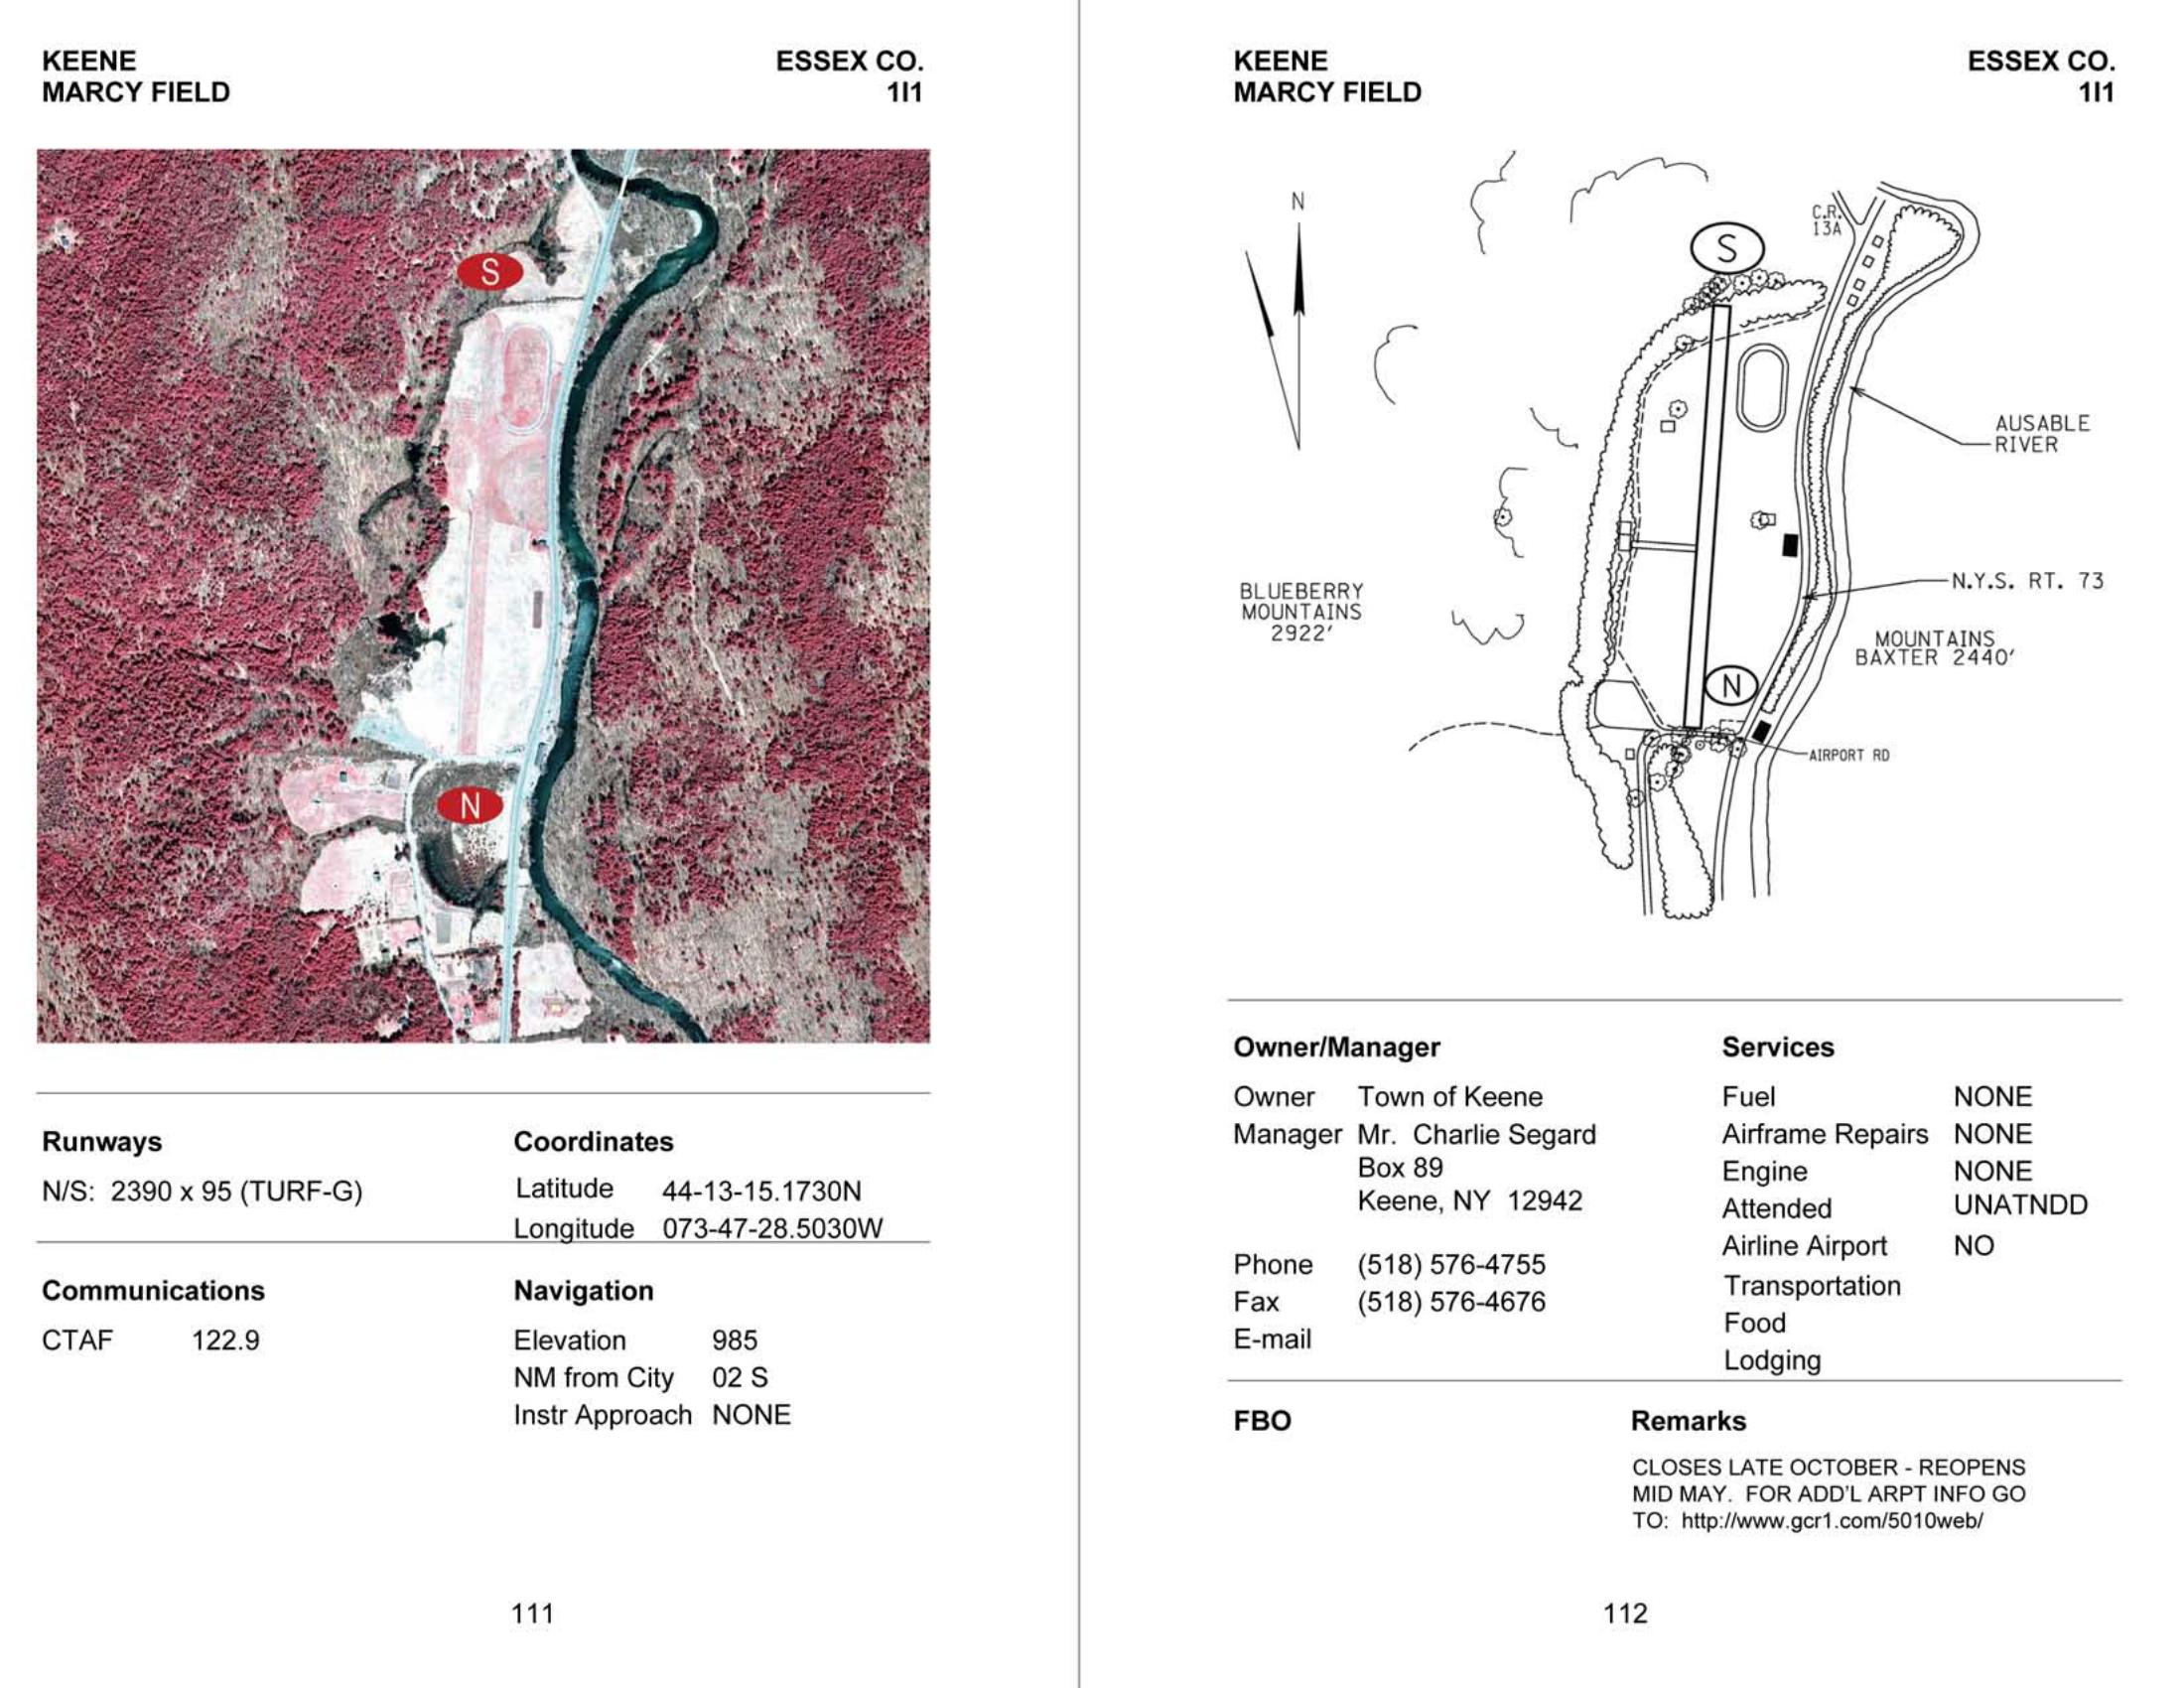 KEENE
MARCY FIELD
ESSEX CO.
1I1
S
N
Runways
N/S: 2390 x 95 (TURF-G)
Coordinates
Latitude 44-13-15.1730N
Longitude 073-47-28.5030W
Communications
CTAF 122.9
Navigation
Elevation 985
NM from City 02 S
Instr Approach NONE
111
KEENE
MARCY FIELD
ESSEX CO.
1I1
N
C.R.
13A
S
AUSABLE
RIVER
BLUEBERRY
MOUNTAINS
2922′
N.Y.S. RT. 73
MOUNTAINS
BAXTER 2440′
N
AIRPORT RD
Owner/Manager
Owner Town of Keene
Manager Mr. Charlie Segard
Box 89
Keene, NY 12942
Phone (518) 576-4755
Fax (518) 576-4676
E-mail
Services
Fuel NONE
Airframe Repairs NONE
Engine NONE
Attended UNATNDD
Airline Airport NO
Transportation
Food
Lodging
FBO
Remarks
CLOSES LATE OCTOBER - REOPENS
MID MAY. FOR ADD'L ARPT INFO GO
TO: http://www.gcr1.com/5010web/
112